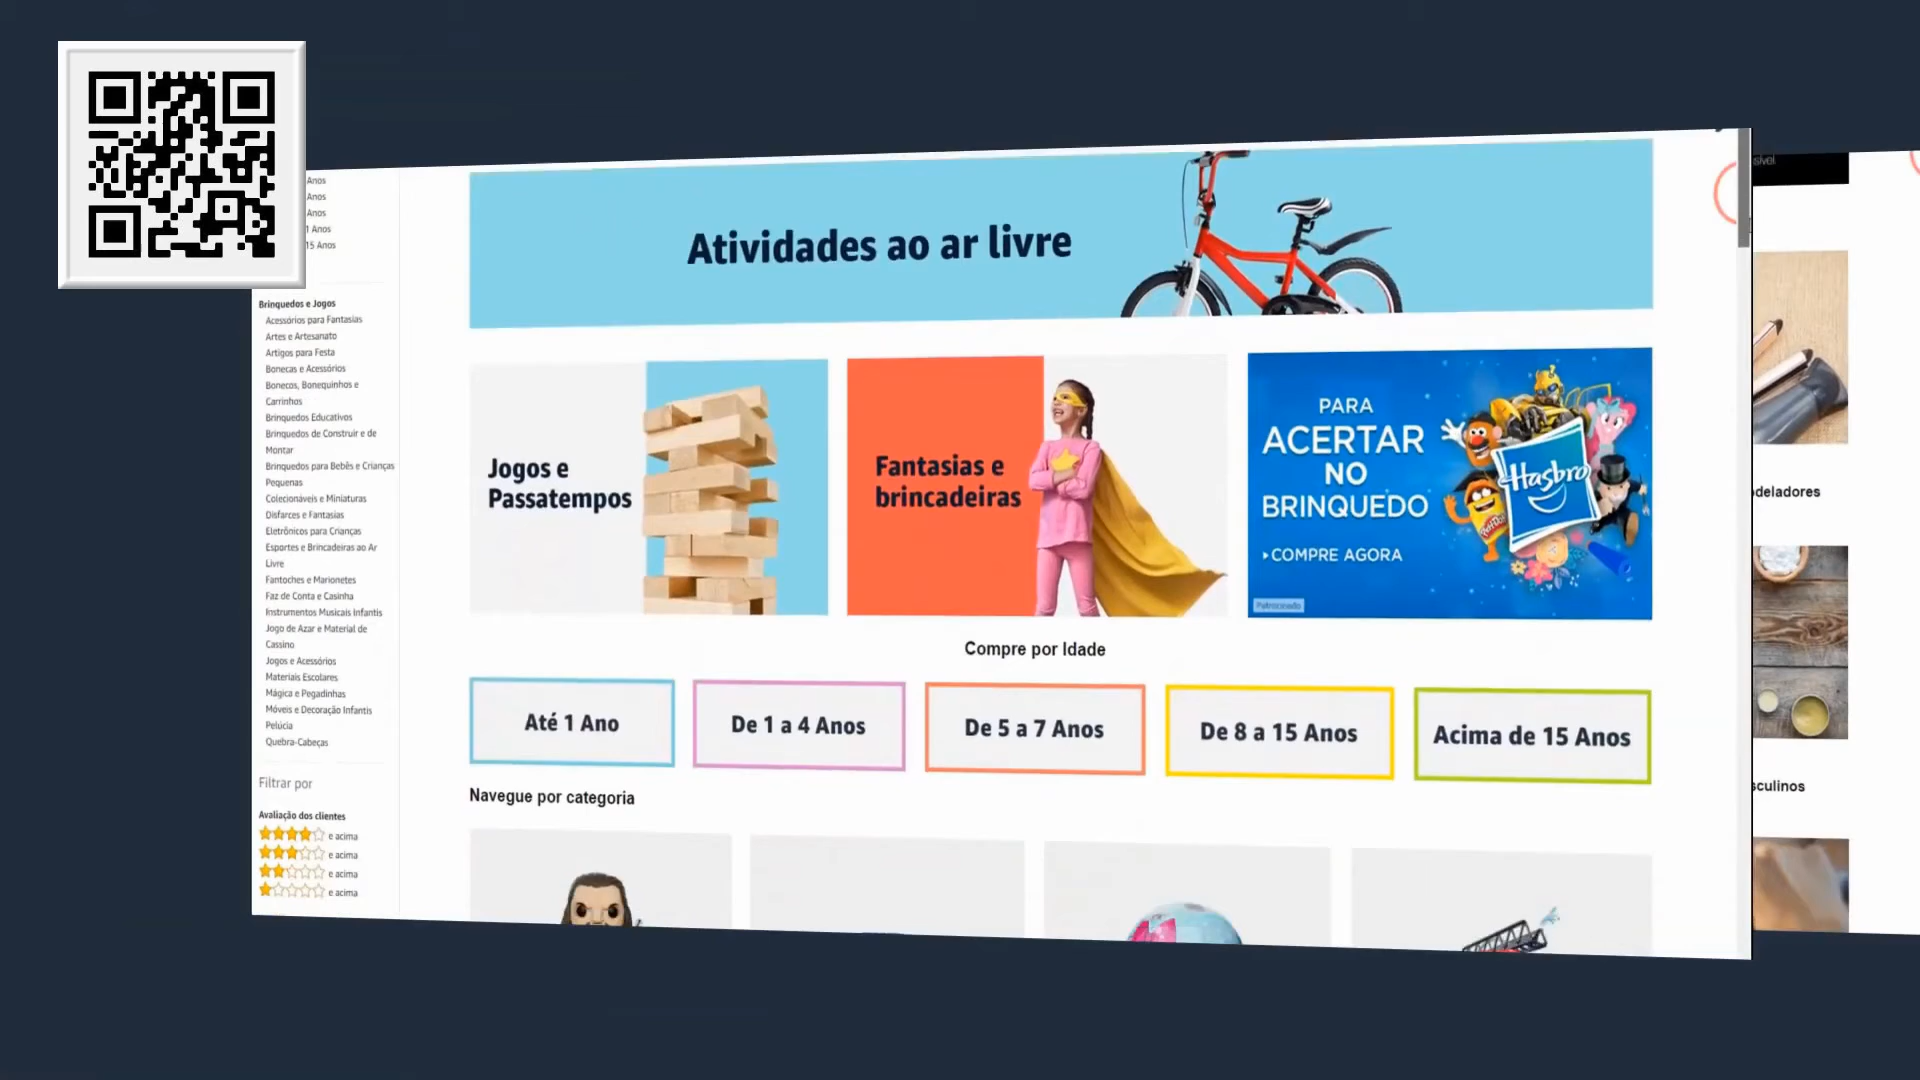 Anos
Anos
Anos
1 Anos
15 Anos
Brinquedos e Jogos
Acessórios para Fantasias
Artes e Artesanato
Artigos para Festa
Bonecas e Acessórios
Bonecos, Bonequinhos e
Carrinhos
Brinquedos Educativos
Brinquedos de Construir e de
Montar
Brinquedos para Bebês e Crianças
Pequenas
Colecionáveis e Miniaturas
Disfarces e Fantasias
Eletrônicos para Crianças
Esportes e Brincadeiras ao Ar
Livre
Fantoches e Marionetes
Faz de Conta e Casinha
Instrumentos Musicais Infantis
Jogo de Azar e Material de
Cassino
Jogos e Acessórios
Materiais Escolares
Mágica e Pegadinhas
Móveis e Decoração Infantis
Pelúcia
Quebra-Cabeças
Filtrar por
Avaliação dos clientes
e acima
e acima
e acima
e acima
Atividades ao ar livre
Jogos e
Passatempos
Fantasias e
brincadeiras
PARA
ACERTAR
NO
BRINQUEDO
COMPRE AGORA
Hasbro
Play-Doh
Patrocinado
Compre por Idade
Até 1 Ano
De 1 a 4 Anos
De 5 a 7 Anos
De 8 a 15 Anos
Acima de 15 Anos
Navegue por categoria
deladores
sculinos